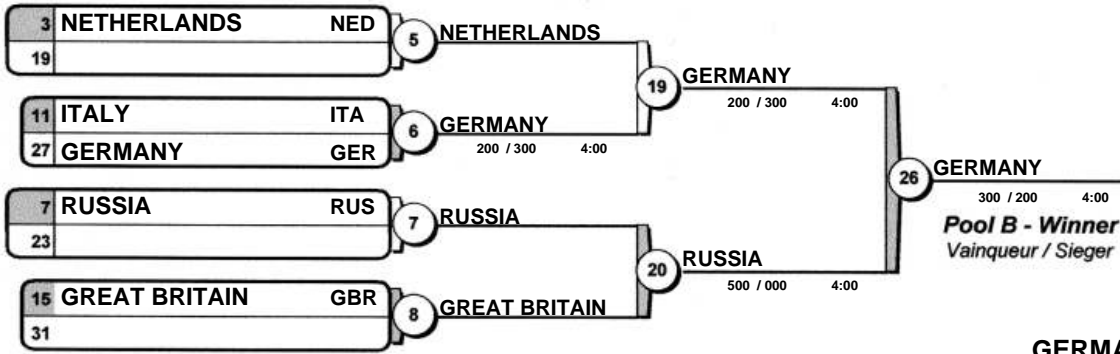 3 NETHERLANDS NED
19
5 NETHERLANDS
11 ITALY ITA
27 GERMANY GER
6 GERMANY
200 / 300 4:00
19 GERMANY
200 / 300 4:00
7 RUSSIA RUS
23
7 RUSSIA
15 GREAT BRITAIN GBR
31
8 GREAT BRITAIN
20 RUSSIA
500 / 000 4:00
26 GERMANY
300 / 200 4:00
Pool B - Winner
Vainqueur / Sieger
GERMA